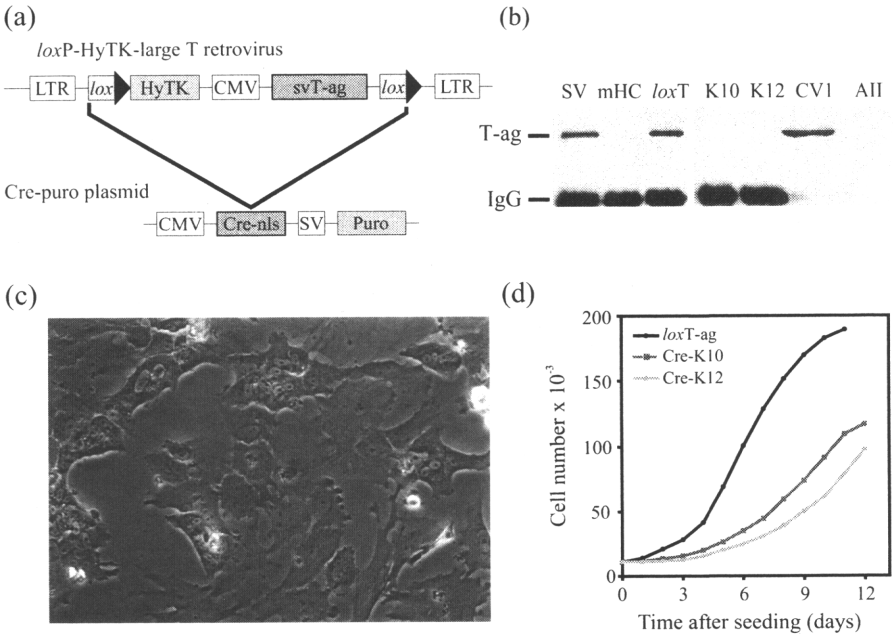 (a)
loxP-HyTK-large T retrovirus
LTR lox HyTK CMV svT-ag lox LTR
Cre-puro plasmid
CMV Cre-nls SV Puro
(b)
SV mHC loxT K10 K12 CV1 AII
T-ag
IgG
(c)
(d)
200
150
100
50
0
Cell number x 10⁻³
loxT-ag
Cre-K10
Cre-K12
0 3 6 9 12
Time after seeding (days)